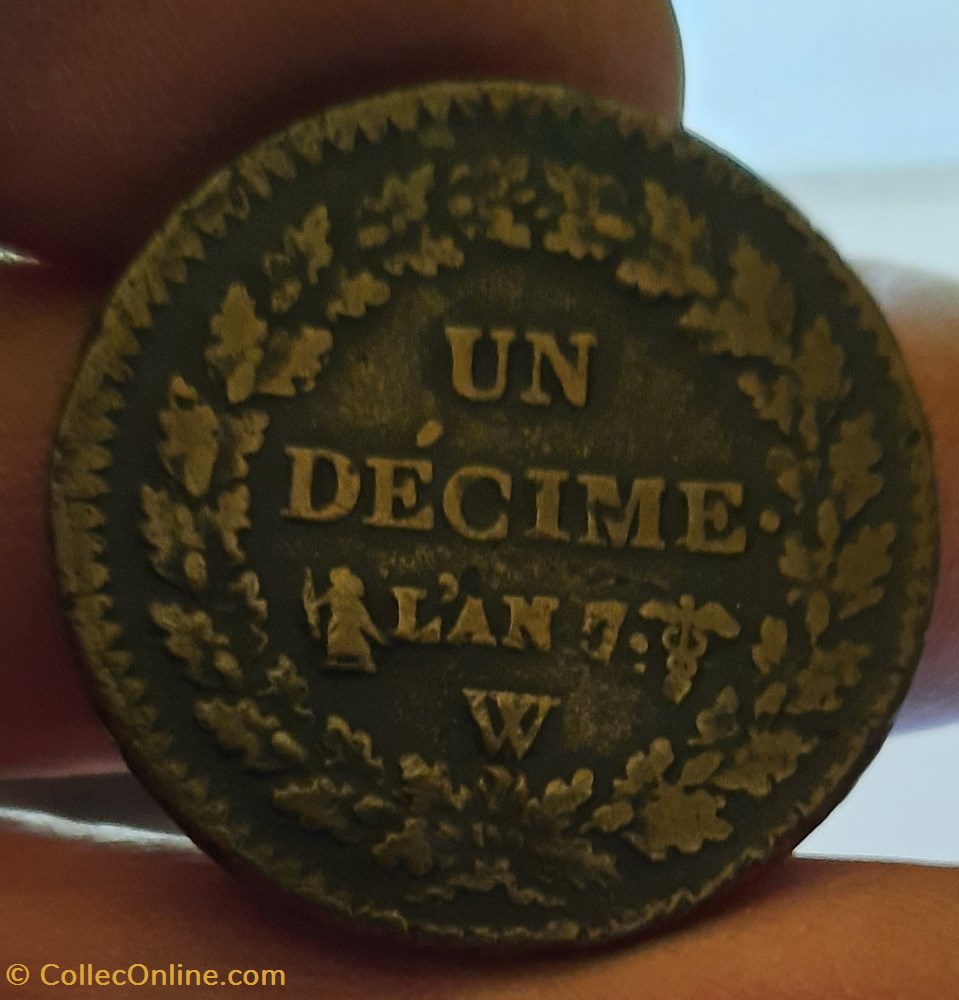 UN
DÉCIME.
L'AN 7:
W
© CollecOnline.com